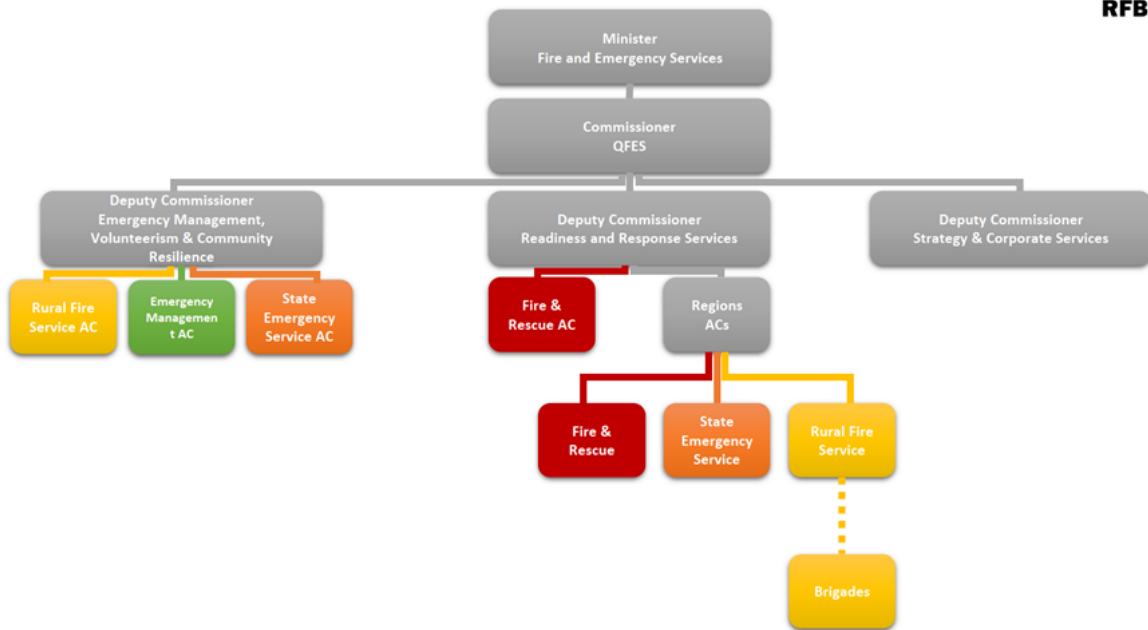 RFB
Minister
Fire and Emergency Services
Commissioner
QFES
Deputy Commissioner
Emergency Management,
Volunteerism & Community
Resilience
Deputy Commissioner
Readiness and Response Services
Deputy Commissioner
Strategy & Corporate Services
Rural Fire
Service AC
Emergency
Managemen
t AC
State
Emergency
Service AC
Fire &
Rescue AC
Regions
ACs
Fire &
Rescue
State
Emergency
Service
Rural Fire
Service
Brigades